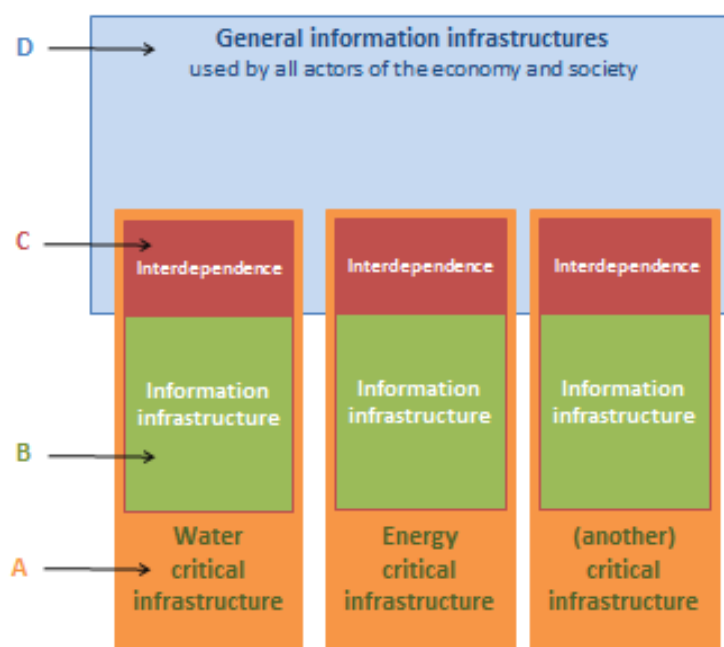 D
General information infrastructures
used by all actors of the economy and society
C
Interdependence
Interdependence
Interdependence
Information
infrastructure
Information
infrastructure
Information
infrastructure
B
Water
critical
infrastructure
Energy
critical
infrastructure
(another)
critical
infrastructure
A